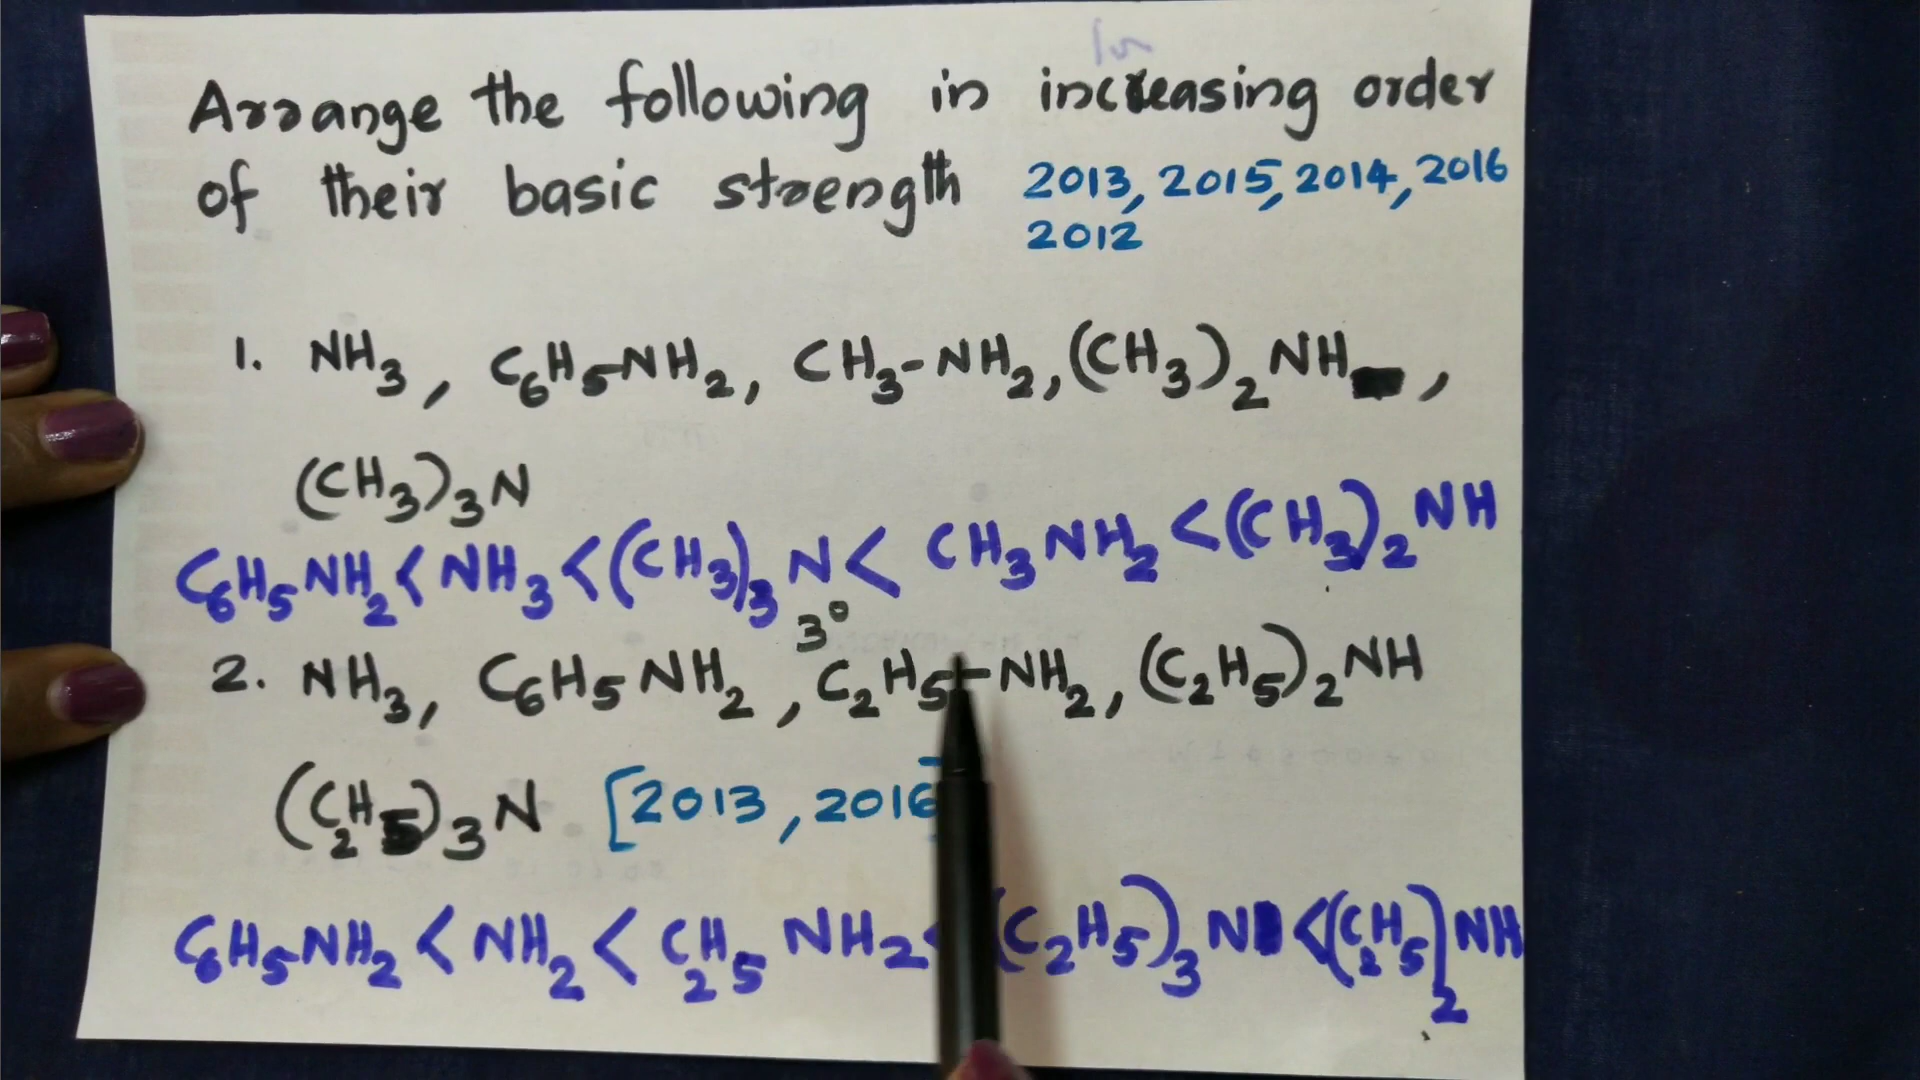 Arrange the following in increasing order
of their basic strength 2013, 2015, 2014, 2016
2012
1. NH3, C6H5-NH2, CH3-NH2, (CH3)2NH,
(CH3)3N
C6H5NH2 < NH3 < (CH3)3N < CH3NH2 < (CH3)2NH
3°
2. NH3, C6H5NH2, C2H5-NH2, (C2H5)2NH
(C2H5)3N [2013, 2016]
C6H5NH2 < NH2 < C2H5NH2 < (C2H5)3N < (C2H5)2NH